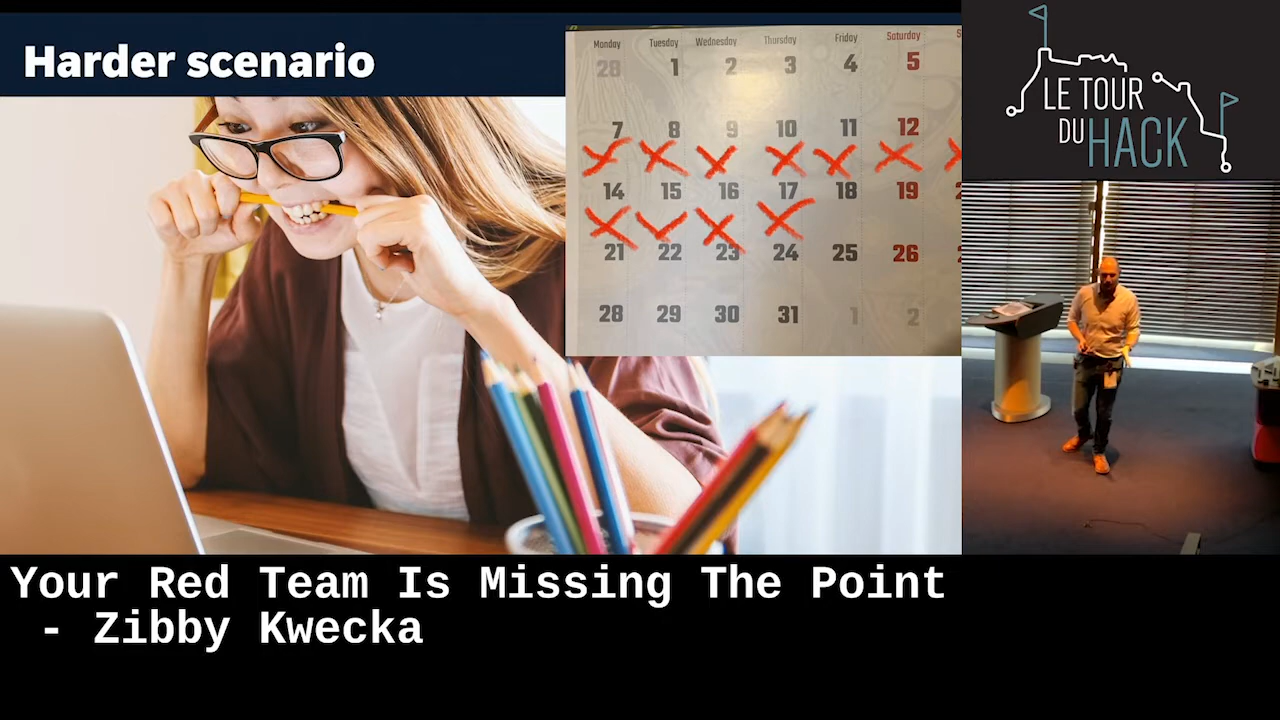 Harder scenario
Monday Tuesday Wednesday Thursday Friday Saturday S
28 1 2 3 4 5
7 8 9 10 11 12
14 15 16 17 18 19 2
21 22 23 24 25 26 2
28 29 30 31 1 2
LE TOUR
DU HACK
Your Red Team Is Missing The Point
- Zibby Kwecka